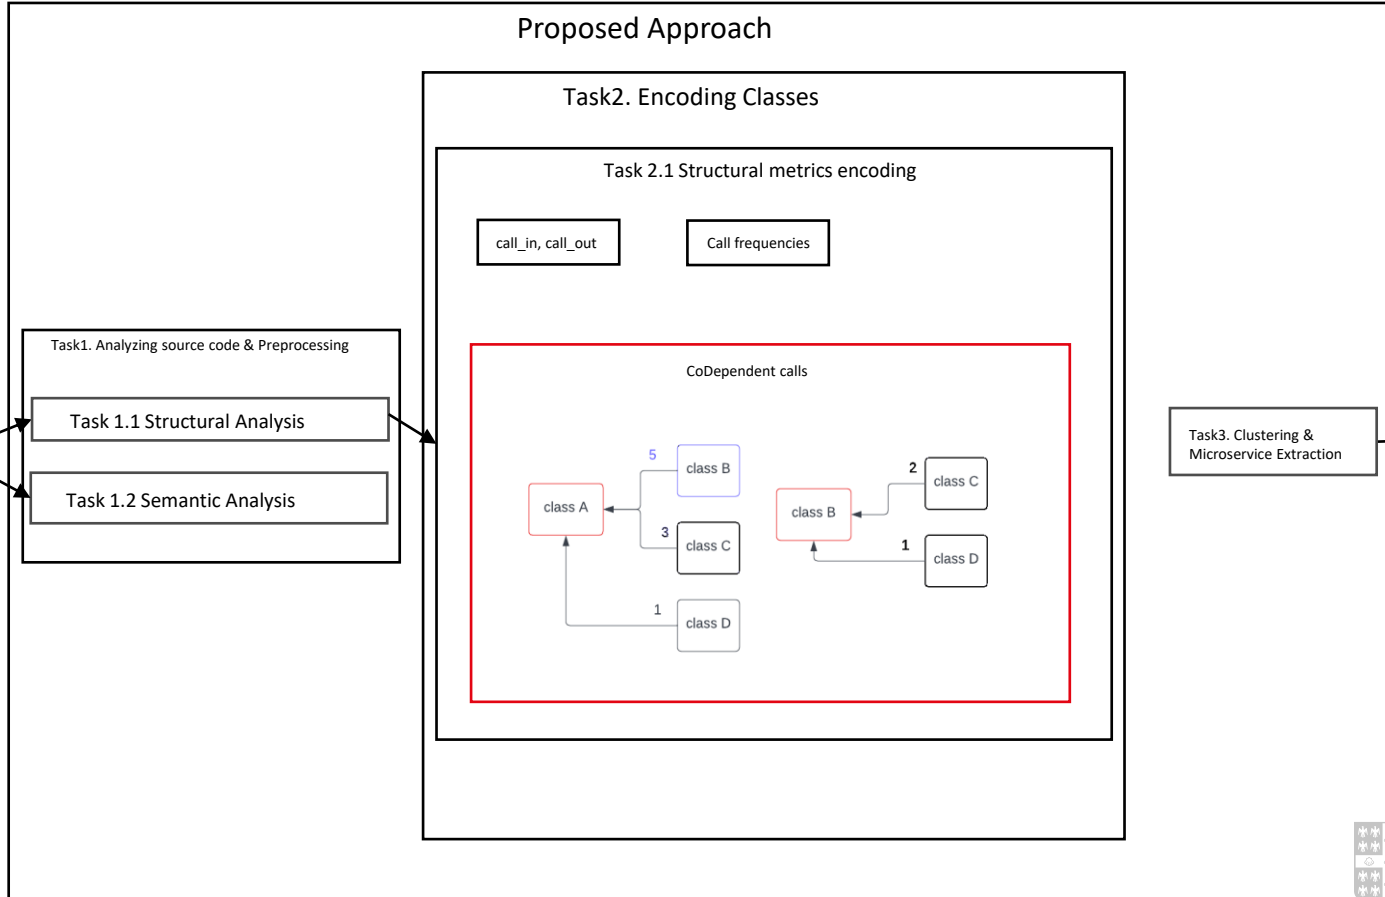 Proposed Approach
Task2. Encoding Classes
Task 2.1 Structural metrics encoding
call_in, call_out
Call frequencies
Task1. Analyzing source code & Preprocessing
Task 1.1 Structural Analysis
Task 1.2 Semantic Analysis
CoDependent calls
5
class B
class A
3
class C
1
class D
2
class C
class B
1
class D
Task3. Clustering &
Microservice Extraction